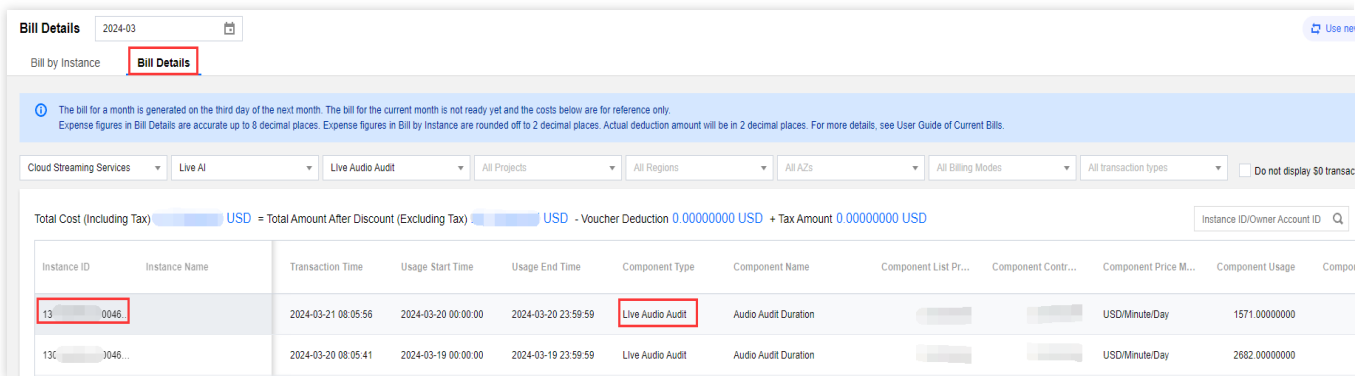 Bill Details 2024-03 Use new
Bill by Instance Bill Details
The bill for a month is generated on the third day of the next month. The bill for the current month is not ready yet and the costs below are for reference only.
Expense figures in Bill Details are accurate up to 8 decimal places. Expense figures in Bill by Instance are rounded off to 2 decimal places. Actual deduction amount will be in 2 decimal places. For more details, see User Guide of Current Bills.
Cloud Streaming Services Live AI LIve Audio Audit All Projects All Regions All AZs All Billing Modes All transaction types Do not display $0 transac
Total Cost (Including Tax) USD = Total Amount After Discount (Excluding Tax) USD - Voucher Deduction 0.00000000 USD + Tax Amount 0.00000000 USD Instance ID/Owner Account ID
Instance ID Instance Name Transaction Time Usage Start Time Usage End Time Component Type Component Name Component List Pr... Component Contr... Component Price M... Component Usage Compo
13 0046... 2024-03-21 08:05:56 2024-03-20 00:00:00 2024-03-20 23:59:59 LIve Audio Audit Audio Audit Duration USD/Minute/Day 1571.00000000
130 0046... 2024-03-20 08:05:41 2024-03-19 00:00:00 2024-03-19 23:59:59 LIve Audio Audit Audio Audit Duration USD/Minute/Day 2682.00000000